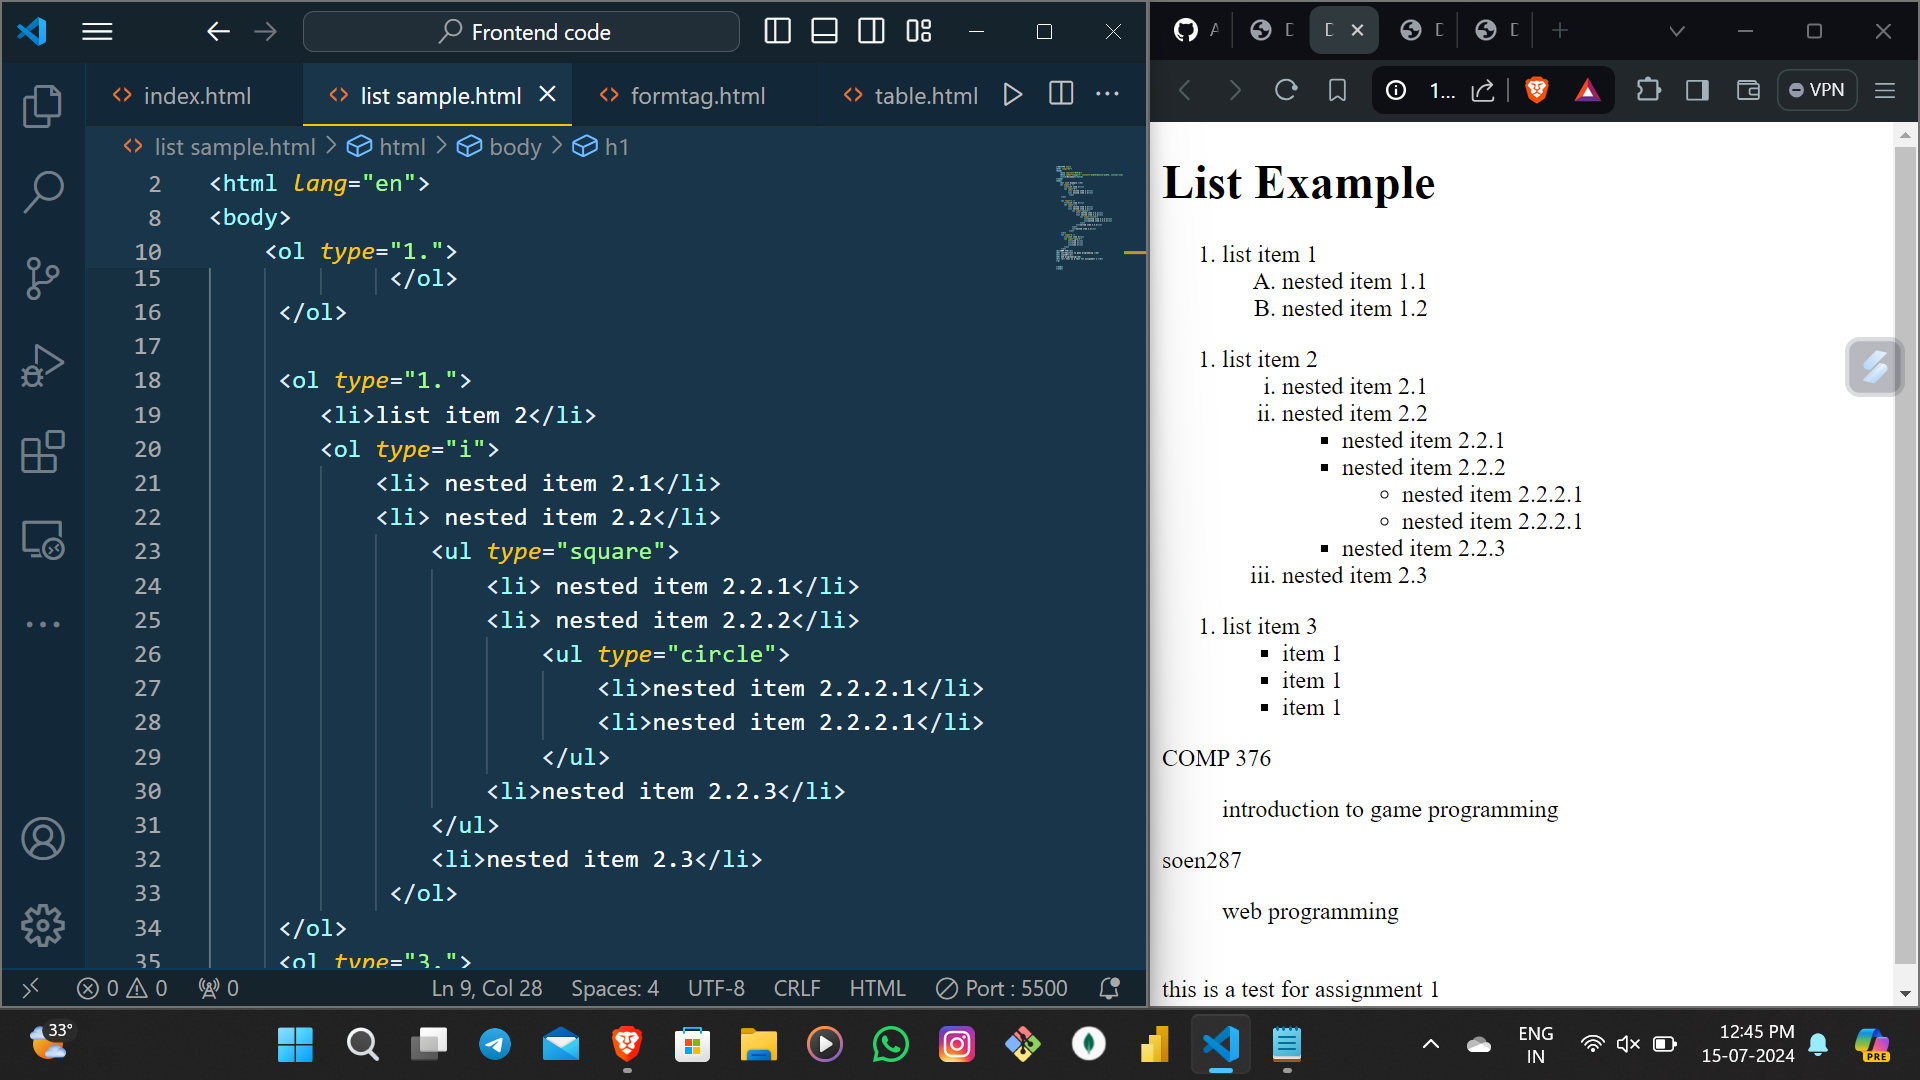 Frontend code
index.html
list sample.html
formtag.html
table.html
list sample.html > html > body > h1
2 <html lang="en">
8 <body>
10 <ol type="1.">
15 </ol>
16 </ol>
17
18 <ol type="1.">
19 <li>list item 2</li>
20 <ol type="i">
21 <li> nested item 2.1</li>
22 <li> nested item 2.2</li>
23 <ul type="square">
24 <li> nested item 2.2.1</li>
25 <li> nested item 2.2.2</li>
26 <ul type="circle">
27 <li>nested item 2.2.2.1</li>
28 <li>nested item 2.2.2.1</li>
29 </ul>
30 <li>nested item 2.2.3</li>
31 </ul>
32 <li>nested item 2.3</li>
33 </ol>
34 </ol>
35 <ol type="3.">
0 0 0 Ln 9, Col 28 Spaces: 4 UTF-8 CRLF HTML Port : 5500
1... VPN
List Example
1. list item 1
A. nested item 1.1
B. nested item 1.2
1. list item 2
i. nested item 2.1
ii. nested item 2.2
nested item 2.2.1
nested item 2.2.2
nested item 2.2.2.1
nested item 2.2.2.1
nested item 2.2.3
iii. nested item 2.3
1. list item 3
item 1
item 1
item 1
COMP 376
introduction to game programming
soen287
web programming
this is a test for assignment 1
33°
ENG
IN
12:45 PM
15-07-2024
PRE